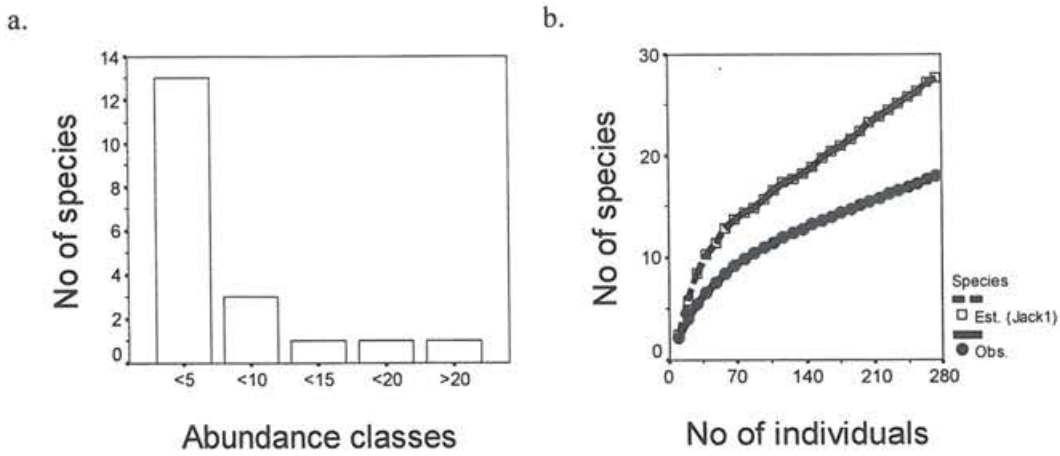 a.
No of species
14
12
10
8
6
4
2
0
<5
<10
<15
<20
>20
Abundance classes
b.
No of species
30
20
10
0
0
70
140
210
280
No of individuals
Species
Est. (Jack1)
Obs.